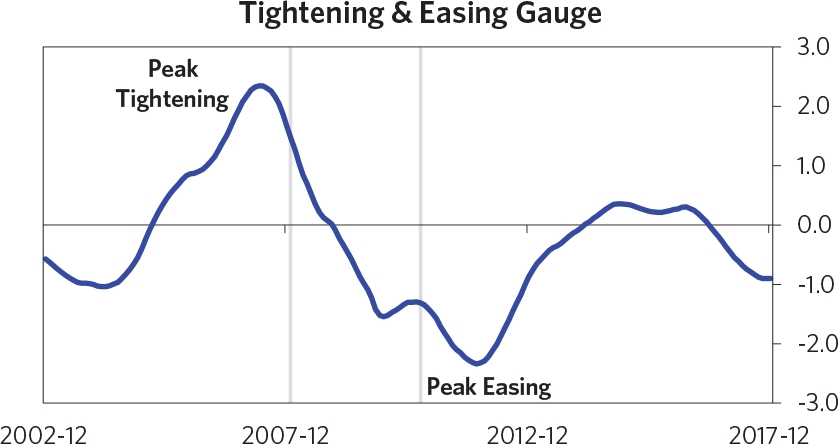 Tightening & Easing Gauge
Peak
Tightening
Peak Easing
3.0
2.0
1.0
0.0
-1.0
-2.0
-3.0
2002-12
2007-12
2012-12
2017-12